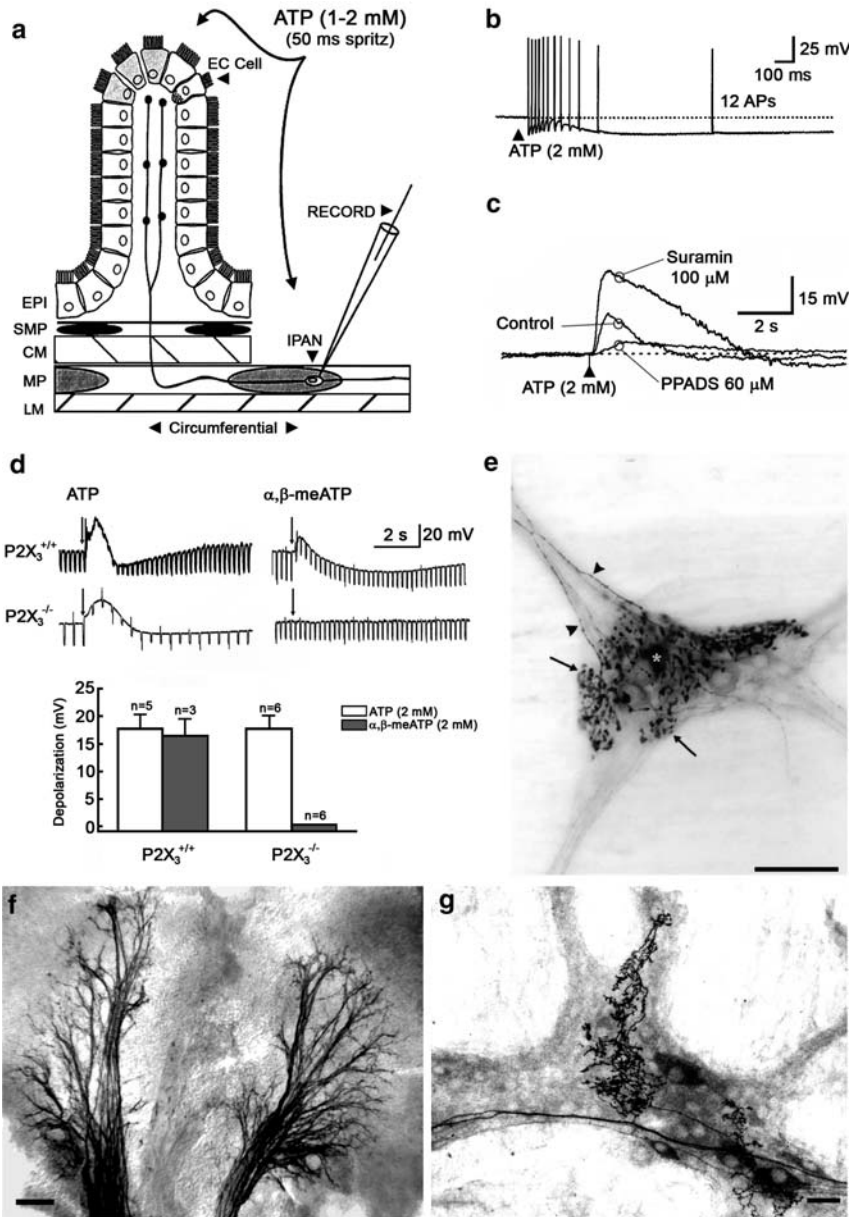 a
ATP (1-2 mM)
(50 ms spritz)
EC Cell
RECORD
EPI
SMP
CM
MP
LM
IPAN
Circumferential
b
25 mV
100 ms
12 APs
ATP (2 mM)
c
Suramin
100 μM
15 mV
2 s
Control
ATP (2 mM)
PPADS 60 μM
d
ATP
α,β-meATP
2 s
20 mV
P2X₃⁺/⁺
P2X₃⁻/⁻
Depolarization (mV)
25
20
15
10
5
0
n=5
n=3
n=6
n=6
ATP (2 mM)
α,β-meATP (2 mM)
P2X₃⁺/⁺
P2X₃⁻/⁻
e
*
f
g